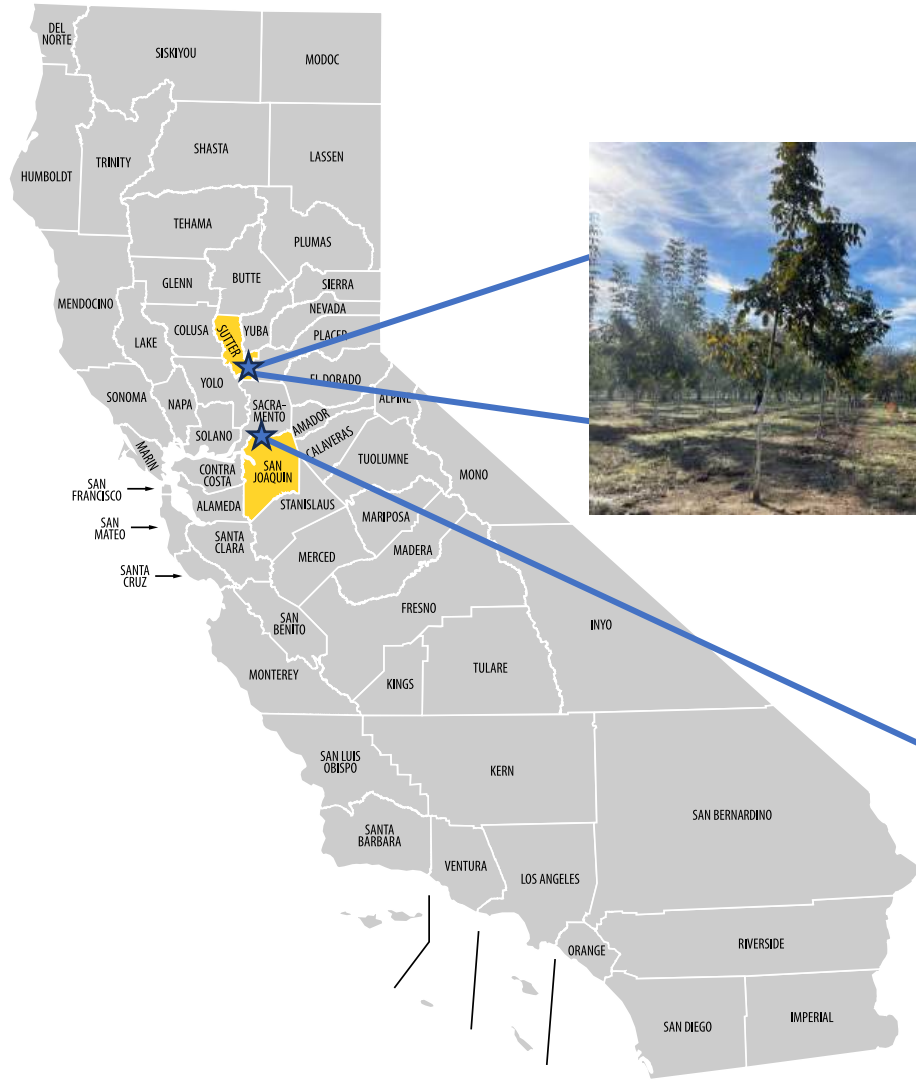 DEL
NORTE
SISKIYOU
MODOC
HUMBOLDT
TRINITY
SHASTA
LASSEN
TEHAMA
PLUMAS
MENDOCINO
GLENN
BUTTE
SIERRA
NEVADA
LAKE
COLUSA
SUTTER
YUBA
PLACER
SONOMA
NAPA
YOLO
EL DORADO
ALPINE
SACRA-
MENTO
AMADOR
SOLANO
CALAVERAS
MARIN
CONTRA
COSTA
SAN
JOAQUIN
TUOLUMNE
MONO
SAN
FRANCISCO
ALAMEDA
STANISLAUS
MARIPOSA
SAN
MATEO
SANTA
CLARA
MERCED
MADERA
SANTA
CRUZ
SAN
BENITO
FRESNO
INYO
MONTEREY
KINGS
TULARE
SAN LUIS
OBISPO
KERN
SAN BERNARDINO
SANTA
BARBARA
VENTURA
LOS ANGELES
ORANGE
RIVERSIDE
SAN DIEGO
IMPERIAL